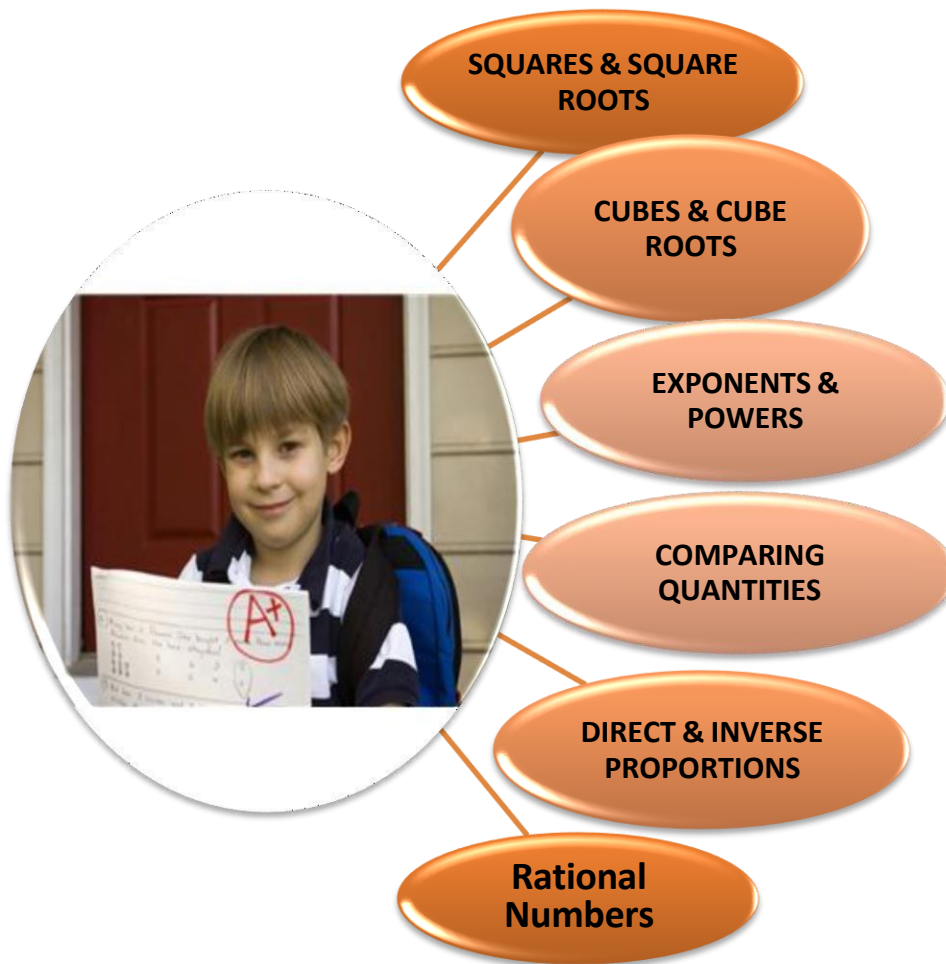 SQUARES & SQUARE
ROOTS
CUBES & CUBE
ROOTS
EXPONENTS &
POWERS
COMPARING
QUANTITIES
DIRECT & INVERSE
PROPORTIONS
Rational
Numbers
A+